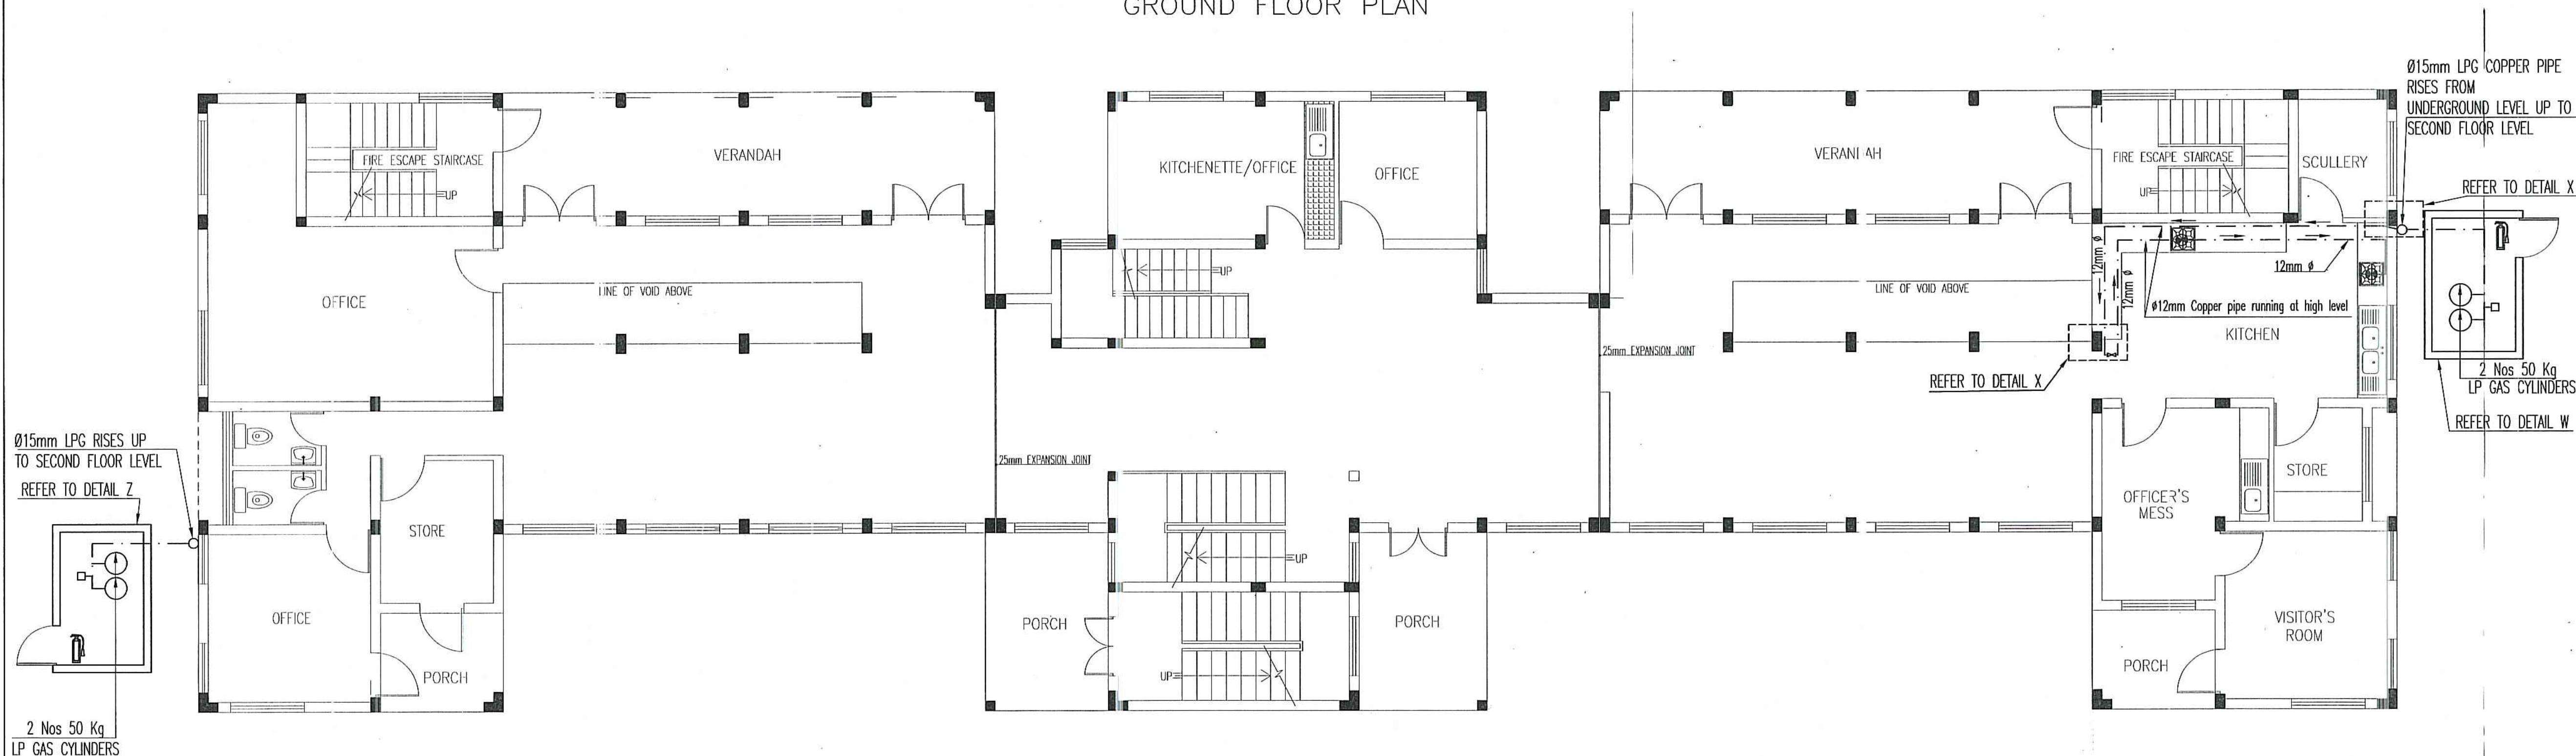 GROUND FLOOR PLAN
Ø15mm LPG COPPER PIPE
RISES FROM
UNDERGROUND LEVEL UP TO
SECOND FLOOR LEVEL
FIRE ESCAPE STAIRCASE
UP
VERANDAH
KITCHENETTE/OFFICE
OFFICE
VERANDAH
FIRE ESCAPE STAIRCASE
UP
SCULLERY
REFER TO DETAIL X
OFFICE
LINE OF VOID ABOVE
UP
LINE OF VOID ABOVE
12mm ø
12mm ø
12mm ø
ø12mm Copper pipe running at high level
KITCHEN
25mm EXPANSION JOINT
REFER TO DETAIL X
2 Nos 50 Kg
LP GAS CYLINDERS
REFER TO DETAIL W
Ø15mm LPG RISES UP
TO SECOND FLOOR LEVEL
REFER TO DETAIL Z
25mm EXPANSION JOINT
STORE
OFFICER'S
MESS
STORE
UP
OFFICE
PORCH
PORCH
PORCH
UP
VISITOR'S
ROOM
PORCH
2 Nos 50 Kg
LP GAS CYLINDERS